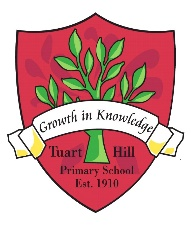 Growth in Knowledge
Tuart Hill
Primary School
Est. 1910